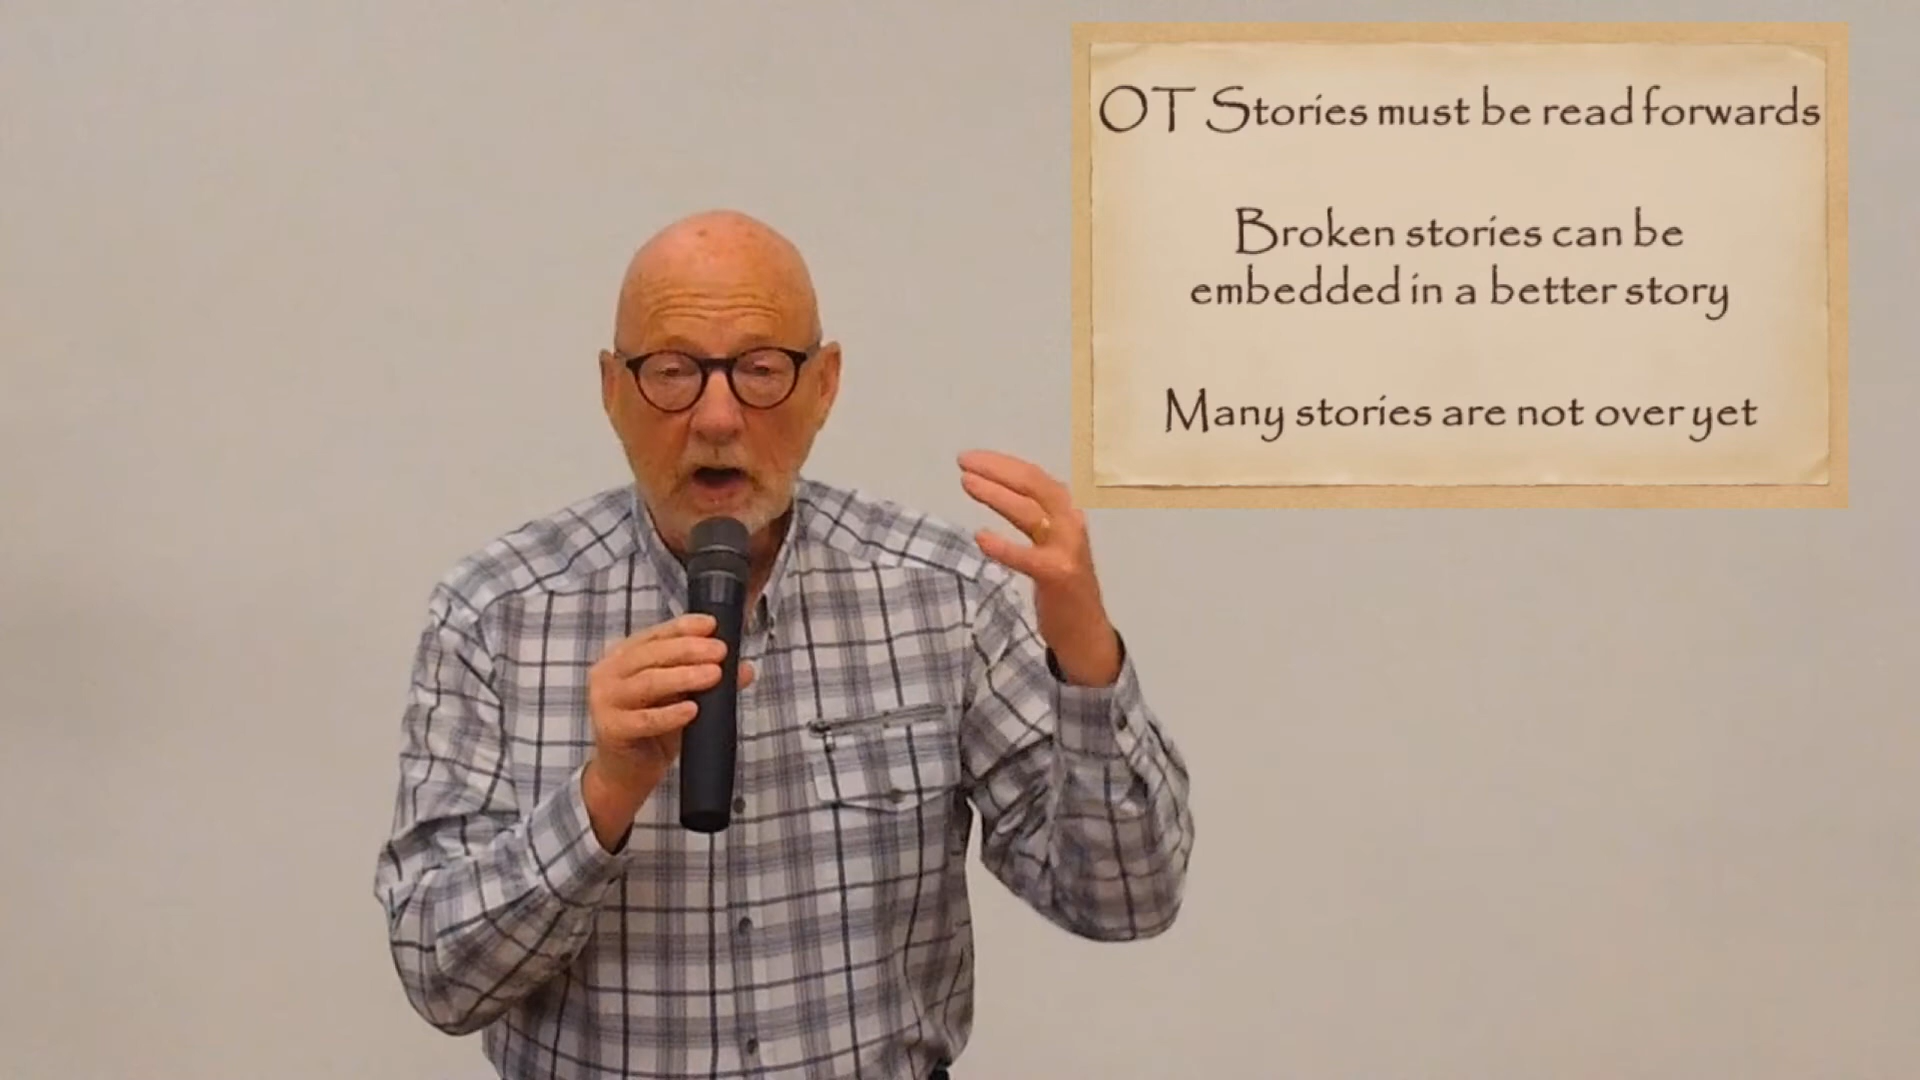 OT Stories must be read forwards
Broken stories can be
embedded in a better story
Many stories are not over yet